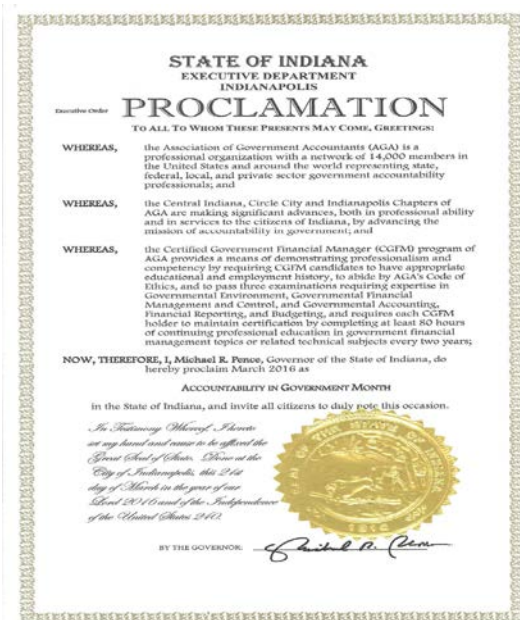 STATE OF INDIANA
EXECUTIVE DEPARTMENT
INDIANAPOLIS
Executive Order
PROCLAMATION
TO ALL TO WHOM THESE PRESENTS MAY COME, GREETINGS:
WHEREAS, the Association of Government Accountants (AGA) is a
professional organization with a network of 14,000 members in
the United States and around the world representing state,
federal, local, and private sector government accountability
professionals; and
WHEREAS, the Central Indiana, Circle City and Indianapolis Chapters of
AGA are making significant advances, both in professional ability
and in services to the citizens of Indiana, by advancing the
mission of accountability in government; and
WHEREAS, the Certified Government Financial Manager (CGFM) program of
AGA provides a means of demonstrating professionalism and
competency by requiring CGFM candidates to have appropriate
educational and employment history, to abide by AGA's Code of
Ethics, and to pass three examinations requiring expertise in
Governmental Environment, Governmental Financial
Management and Control, and Governmental Accounting,
Financial Reporting, and Budgeting, and requires each CGFM
holder to maintain certification by completing at least 80 hours
of continuing professional education in government financial
management topics or related technical subjects every two years;
NOW, THEREFORE, I, Michael R. Pence, Governor of the State of Indiana, do
hereby proclaim March 2016 as
ACCOUNTABILITY IN GOVERNMENT MONTH
in the State of Indiana, and invite all citizens to duly note this occasion.
In Testimony Whereof, I hereto
set my hand and cause to be affixed the
Great Seal of State. Done at the
City of Indianapolis, this 21st
day of March in the year of our
Lord 2016 and of the Independence
of the United States 240.
BY THE GOVERNOR: